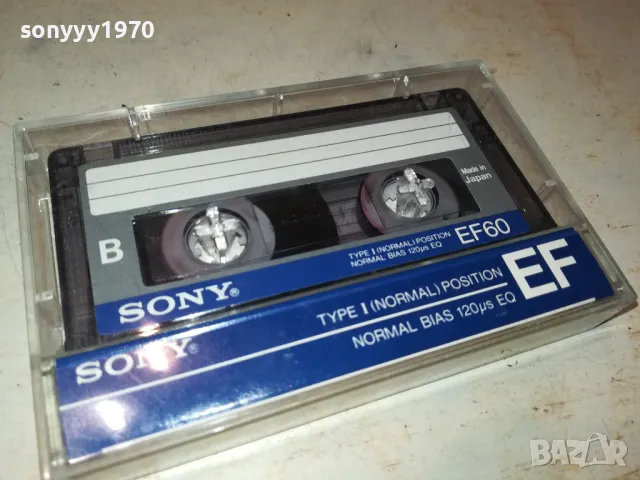 sonyyy1970
Made in
Japan
B
TYPE I (NORMAL) POSITION
NORMAL BIAS 120µs EQ
EF60
SONY®
SONY®
TYPE I (NORMAL) POSITION
NORMAL BIAS 120µs EQ
EF
BAZAR